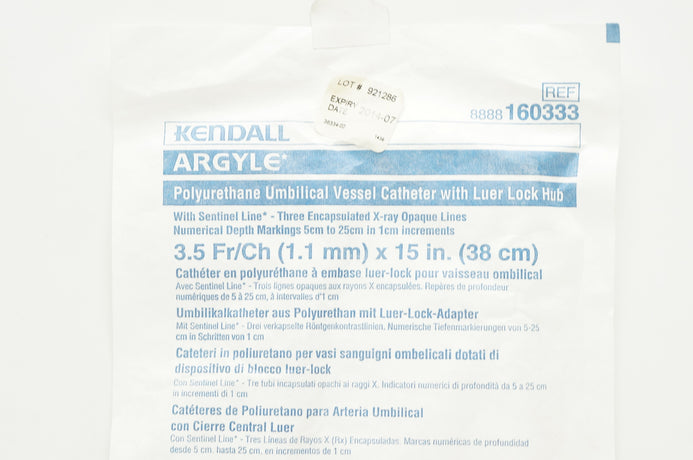 LOT # 921286
EXPIRY 2014-07
DATE
REF
8888 160333
KENDALL
ARGYLE*
Polyurethane Umbilical Vessel Catheter with Luer Lock Hub
With Sentinel Line* - Three Encapsulated X-ray Opaque Lines
Numerical Depth Markings 5cm to 25cm in 1cm increments
3.5 Fr/Ch (1.1 mm) x 15 in. (38 cm)
Cathéter en polyuréthane à embase luer-lock pour vaisseau ombilical
Avec Sentinel Line* - Trois lignes opaques aux rayons X encapsulées. Repères de profondeur
numériques de 5 à 25 cm, à intervalles d'1 cm
Umbilikalkatheter aus Polyurethan mit Luer-Lock-Adapter
Mit Sentinel Line* - Drei verkapselte Röntgenkontrastlinien. Numerische Tiefenmarkierungen von 5-25
cm in Schritten von 1 cm
Cateteri in poliuretano per vasi sanguigni ombelicali dotati di
dispositivo di blocco luer-lock
Con Sentinel Line* - Tre tubi incapsulati opachi ai raggi X. Indicatori numerici di profondità da 5 a 25 cm
in incrementi di 1 cm
Catéteres de Poliuretano para Arteria Umbilical
con Cierre Central Luer
Con Sentinel Line* - Tres Líneas de Rayos X (Rx) Encapsuladas. Marcas numéricas de profundidad
desde 5 cm. hasta 25 cm, en incrementos de 1 cm